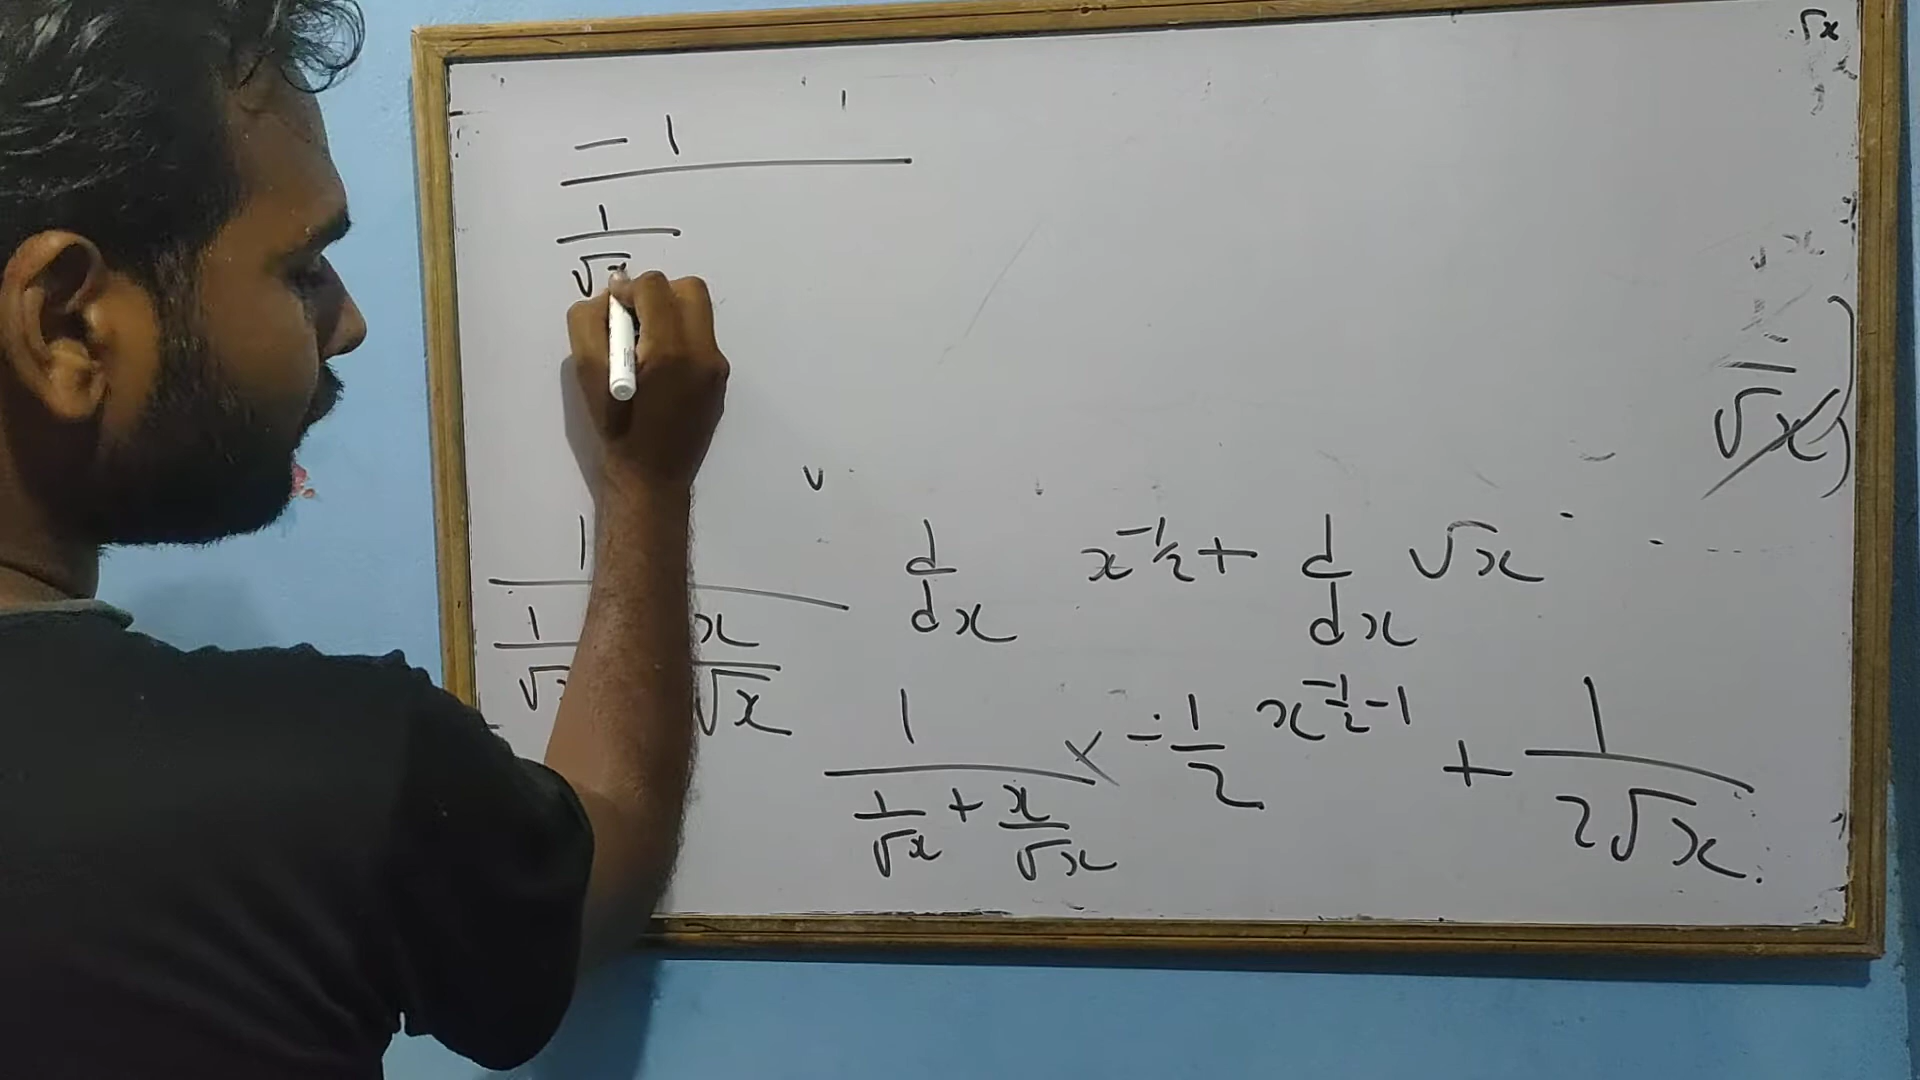 √x
- 1
1/√x
√x
1/(1/√ x/√x) d/dx x^(-1/2) + d/dx √x
1/(1/√x + x/√x) × -1/2 x^(-1/2-1) + 1/(2√x)